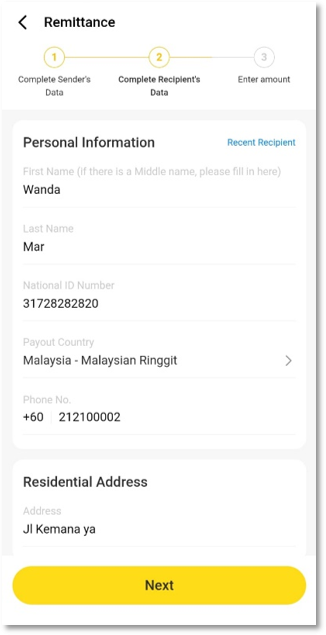 Remittance
1
2
3
Complete Sender's
Data
Complete Recipient's
Data
Enter amount
Personal Information
Recent Recipient
First Name (if there is a Middle name, please fill in here)
Wanda
Last Name
Mar
National ID Number
31728282820
Payout Country
Malaysia - Malaysian Ringgit
Phone No.
+60 212100002
Residential Address
Address
Jl Kemana ya
Next